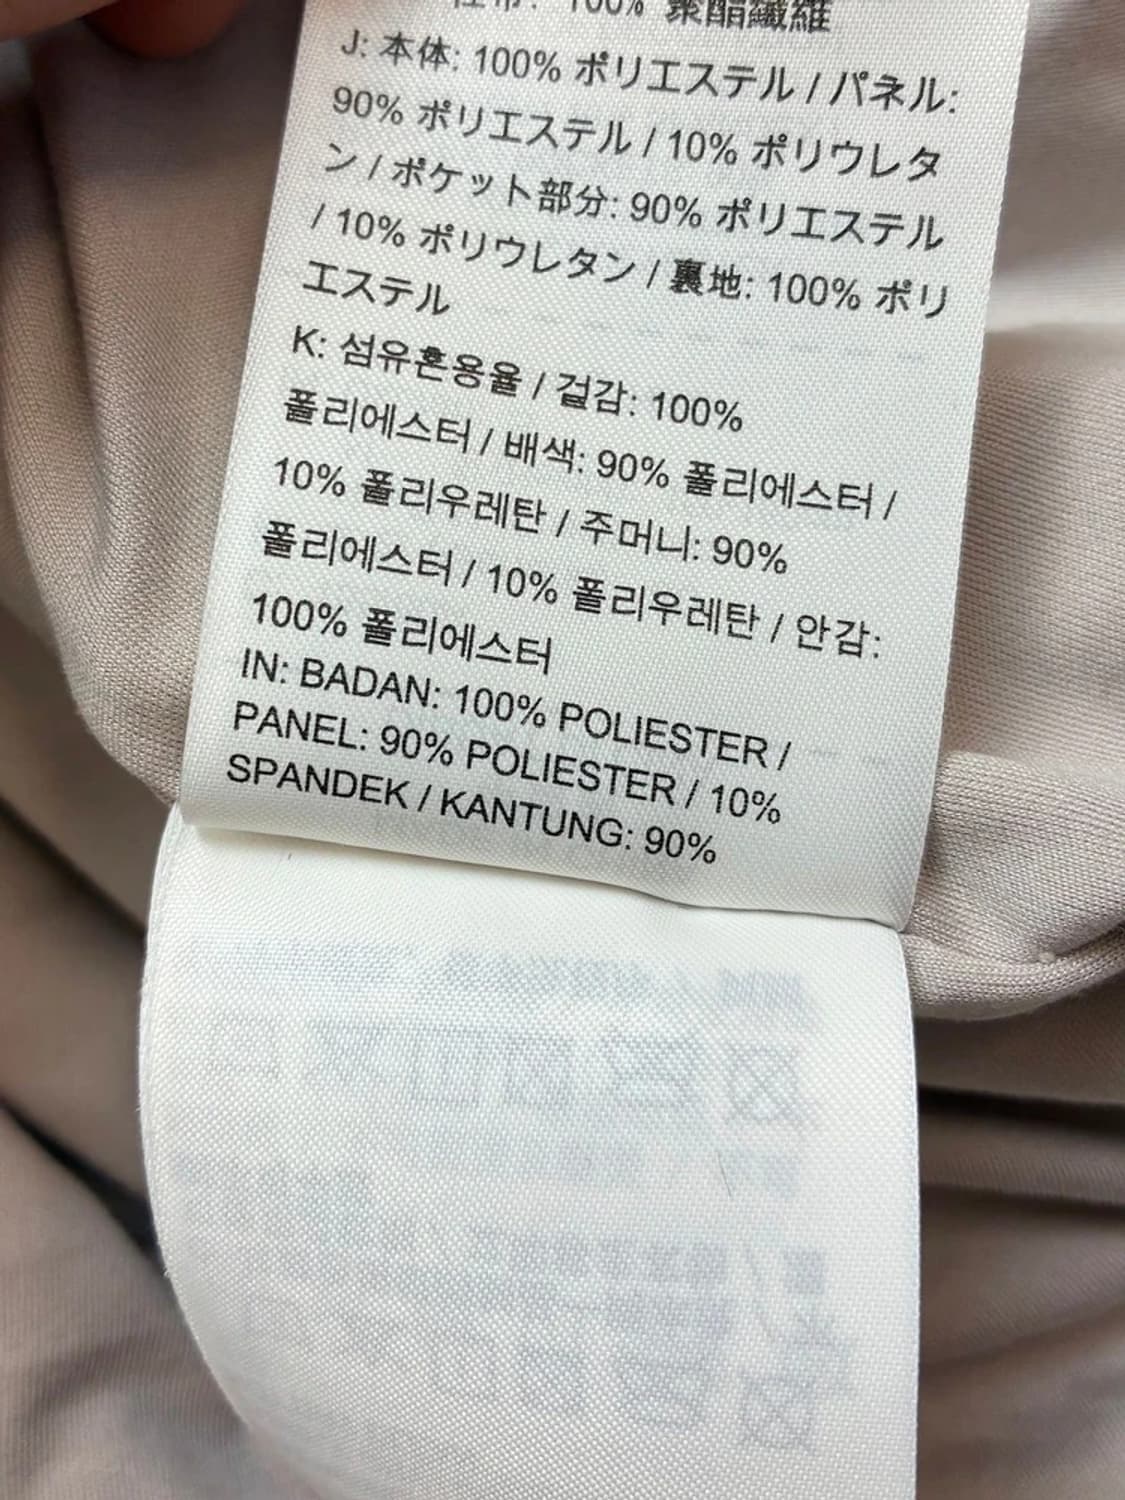 100% 聚酯纖維
J: 本体: 100% ポリエステル / パネル:
90% ポリエステル / 10% ポリウレタ
ン / ポケット部分: 90% ポリエステル
/ 10% ポリウレタン / 裏地: 100% ポリ
エステル
K: 섬유혼용율 / 겉감: 100%
폴리에스터 / 배색: 90% 폴리에스터 /
10% 폴리우레탄 / 주머니: 90%
폴리에스터 / 10% 폴리우레탄 / 안감:
100% 폴리에스터
IN: BADAN: 100% POLIESTER /
PANEL: 90% POLIESTER / 10%
SPANDEK / KANTUNG: 90%